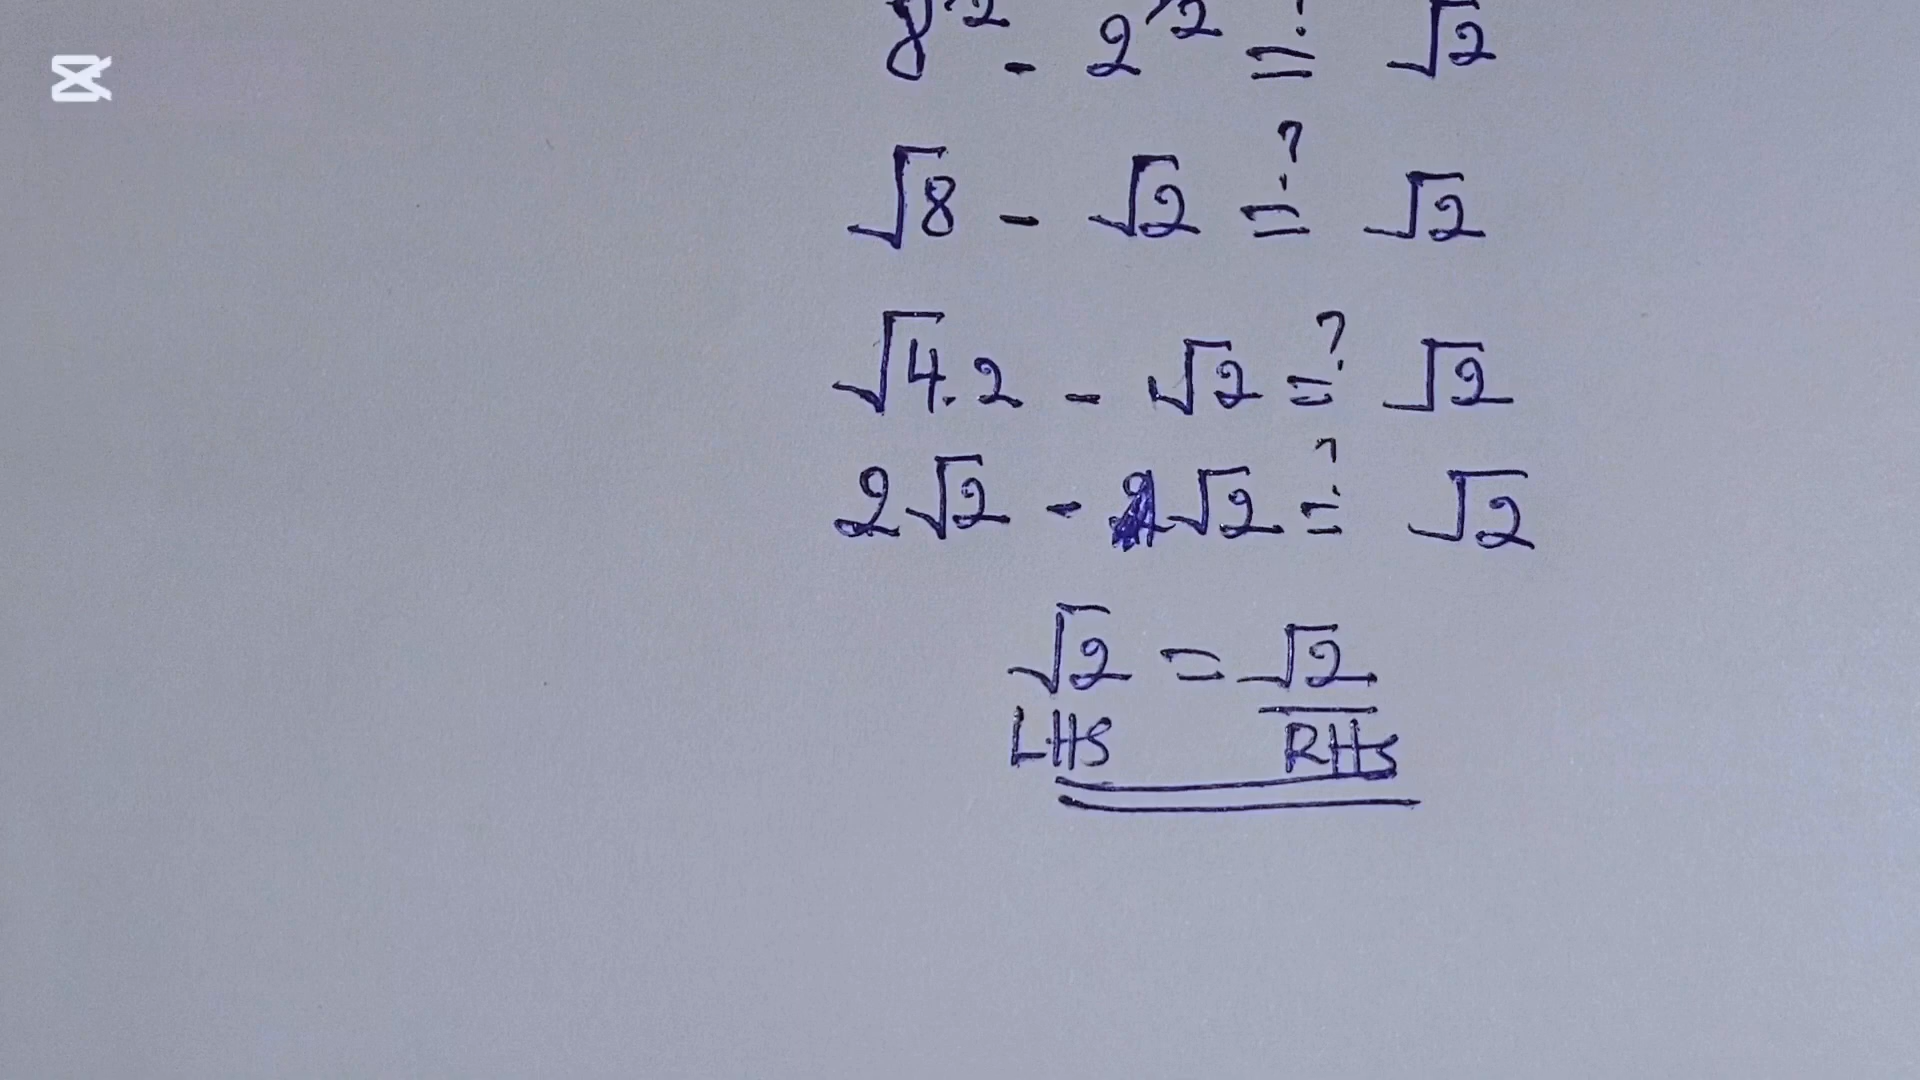 8^1/2 - 2^1/2 ≟ √2
√8 - √2 ≟ √2
√4.2 - √2 ≟ √2
2√2 - 1√2 ≟ √2
√2 = √2
LHS RHS